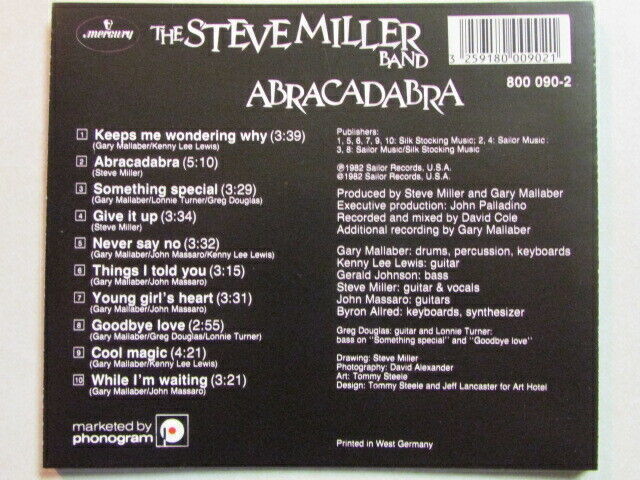 mercury
THE STEVE MILLER
BAND
ABRACADABRA
3 259180 009021
800 090-2
1 Keeps me wondering why (3:39)
(Gary Mallaber/Kenny Lee Lewis)
2 Abracadabra (5:10)
(Steve Miller)
3 Something special (3:29)
(Gary Mallaber/Lonnie Turner/Greg Douglas)
4 Give it up (3:34)
(Steve Miller)
5 Never say no (3:32)
(Gary Mallaber/John Massaro/Kenny Lee Lewis)
6 Things I told you (3:15)
(Gary Mallaber/John Massaro)
7 Young girl's heart (3:31)
(Gary Mallaber/John Massaro)
8 Goodbye love (2:55)
(Gary Mallaber/Greg Douglas/Lonnie Turner)
9 Cool magic (4:21)
(Gary Mallaber/Kenny Lee Lewis)
10 While I'm waiting (3:21)
(Gary Mallaber/John Massaro)
marketed by
phonogram
Publishers:
1, 5, 6, 7, 9, 10: Silk Stocking Music; 2, 4: Sailor Music;
3, 8: Sailor Music/Silk Stocking Music
℗1982 Sailor Records, U.S.A.
©1982 Sailor Records, U.S.A.
Produced by Steve Miller and Gary Mallaber
Executive production: John Palladino
Recorded and mixed by David Cole
Additional recording by Gary Mallaber
Gary Mallaber: drums, percussion, keyboards
Kenny Lee Lewis: guitar
Gerald Johnson: bass
Steve Miller: guitar & vocals
John Massaro: guitars
Byron Allred: keyboards, synthesizer
Greg Douglas: guitar and Lonnie Turner:
bass on "Something special" and "Goodbye love"
Drawing: Steve Miller
Photography: David Alexander
Art: Tommy Steele
Design: Tommy Steele and Jeff Lancaster for Art Hotel
Printed in West Germany